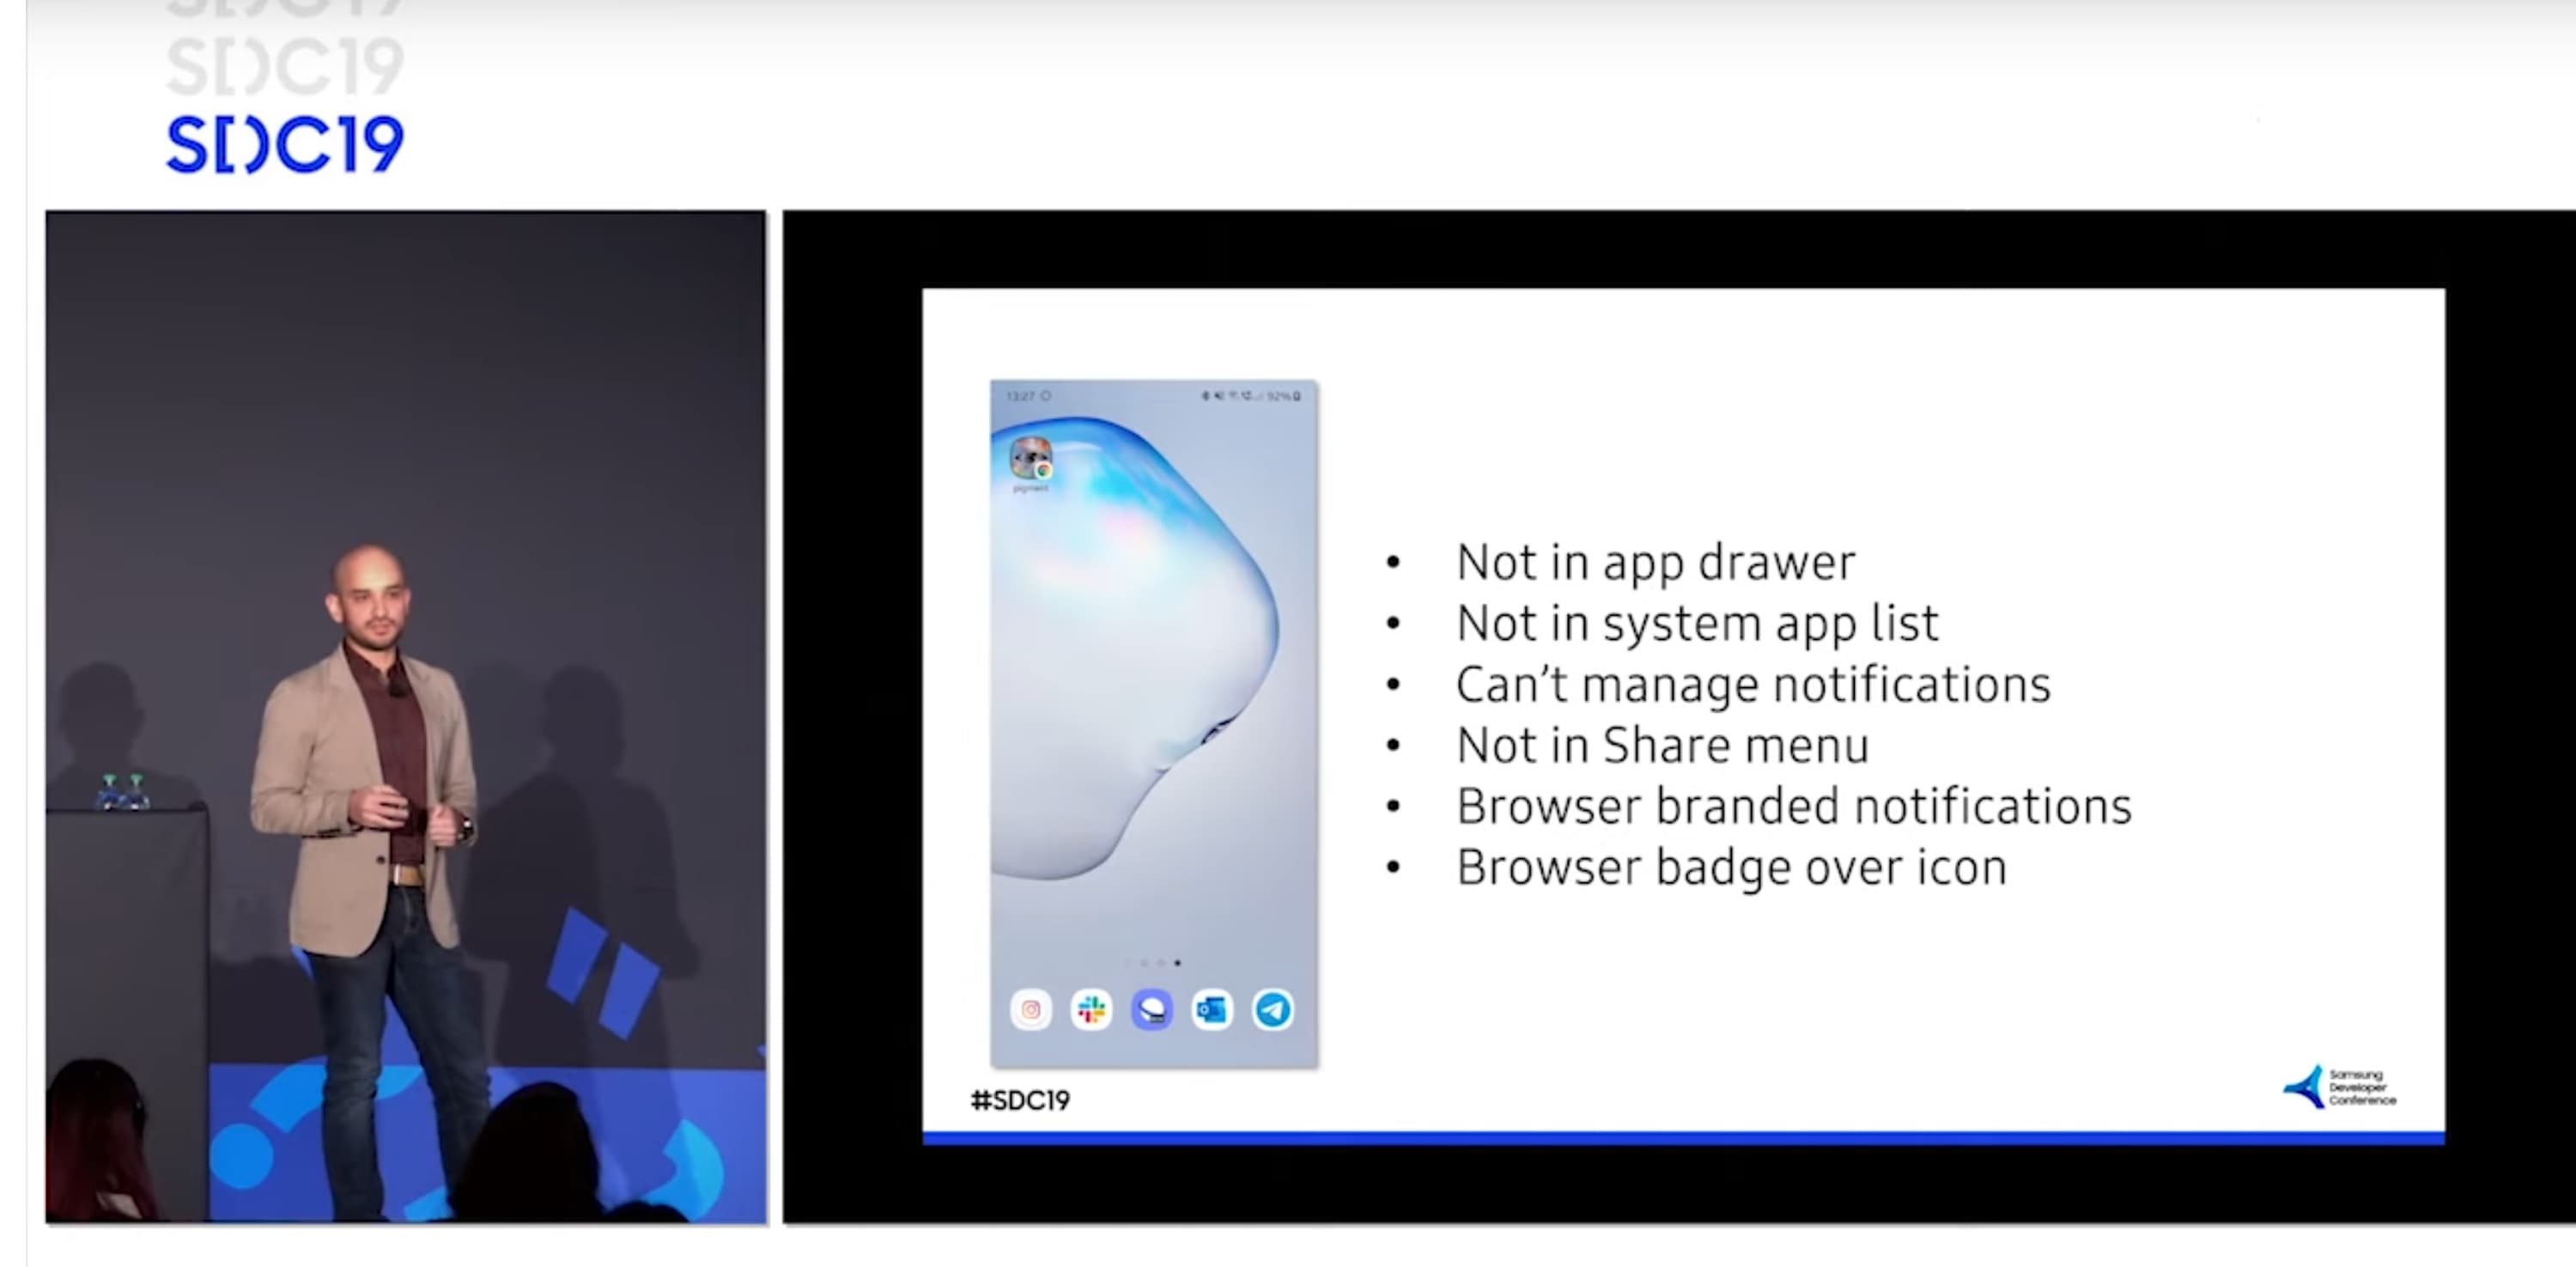 SDC19
SDC19
SDC19
13:27
92%
pigment
• Not in app drawer
• Not in system app list
• Can't manage notifications
• Not in Share menu
• Browser branded notifications
• Browser badge over icon
#SDC19
Samsung
Developer
Conference